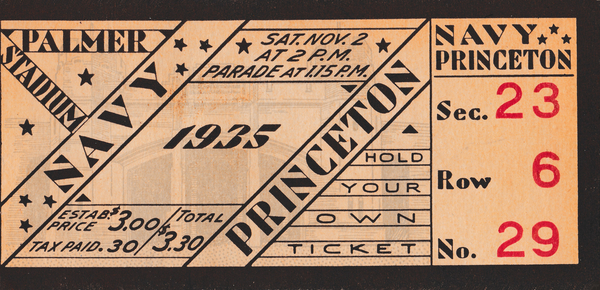 PALMER
STADIUM
NAVY
SAT. NOV. 2
AT 2 P.M.
PARADE AT 1.15 P.M.
1935
PRINCETON
ESTAB. PRICE $3.00
TAX PAID .30
TOTAL
$3.30
HOLD
YOUR
OWN
TICKET
NAVY
PRINCETON
Sec. 23
Row 6
No. 29